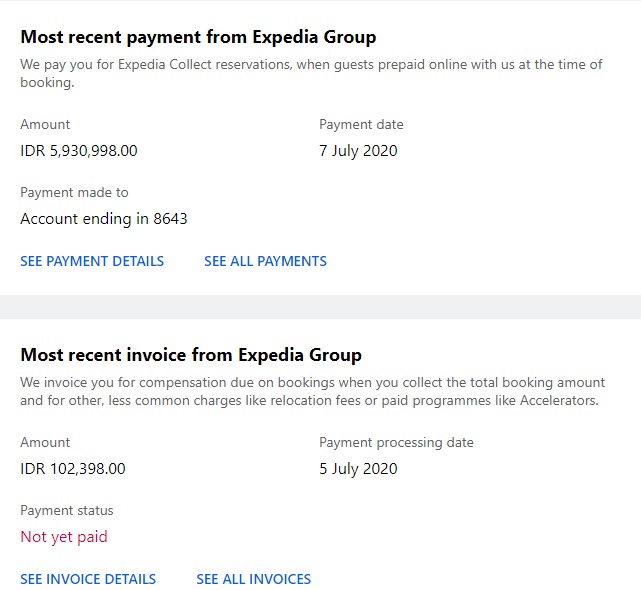 Most recent payment from Expedia Group
We pay you for Expedia Collect reservations, when guests prepaid online with us at the time of
booking.
Amount
Payment date
IDR 5,930,998.00
7 July 2020
Payment made to
Account ending in 8643
SEE PAYMENT DETAILS
SEE ALL PAYMENTS
Most recent invoice from Expedia Group
We invoice you for compensation due on bookings when you collect the total booking amount
and for other, less common charges like relocation fees or paid programmes like Accelerators.
Amount
Payment processing date
IDR 102,398.00
5 July 2020
Payment status
Not yet paid
SEE INVOICE DETAILS
SEE ALL INVOICES